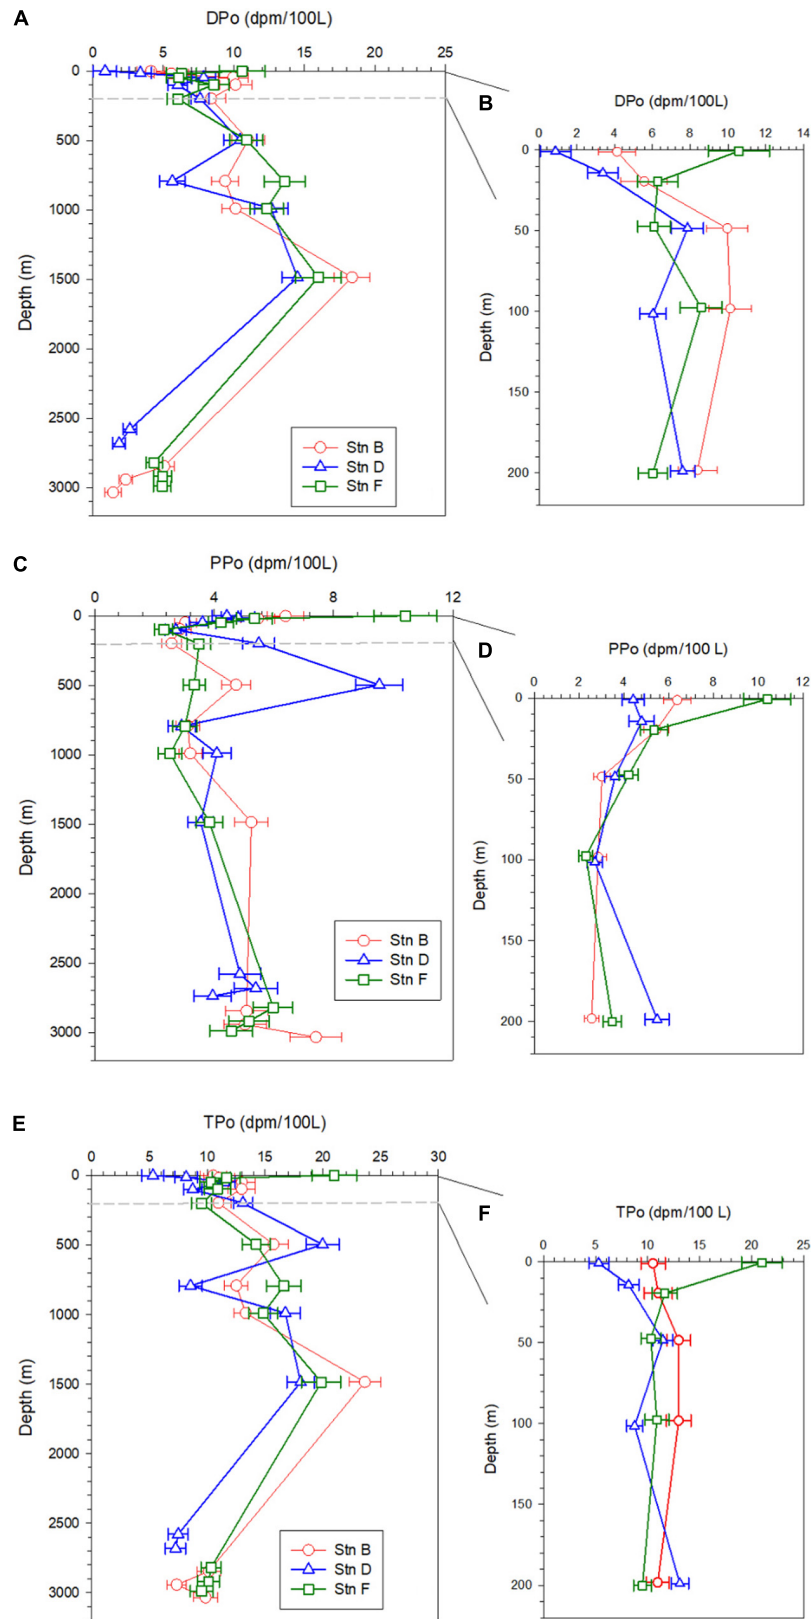 A
DPo (dpm/100L)
0 5 10 15 20 25
0
500
1000
1500
2000
2500
3000
Depth (m)
Stn B
Stn D
Stn F
B
DPo (dpm/100L)
0 2 4 6 8 10 12 14
0
50
100
150
200
Depth (m)
C
PPo (dpm/100L)
0 4 8 12
0
500
1000
1500
2000
2500
3000
Depth (m)
Stn B
Stn D
Stn F
D
PPo (dpm/100 L)
0 2 4 6 8 10 12
0
50
100
150
200
Depth (m)
E
TPo (dpm/100L)
0 5 10 15 20 25 30
0
500
1000
1500
2000
2500
3000
Depth (m)
Stn B
Stn D
Stn F
F
TPo (dpm/100 L)
0 5 10 15 20 25
0
50
100
150
200
Depth (m)